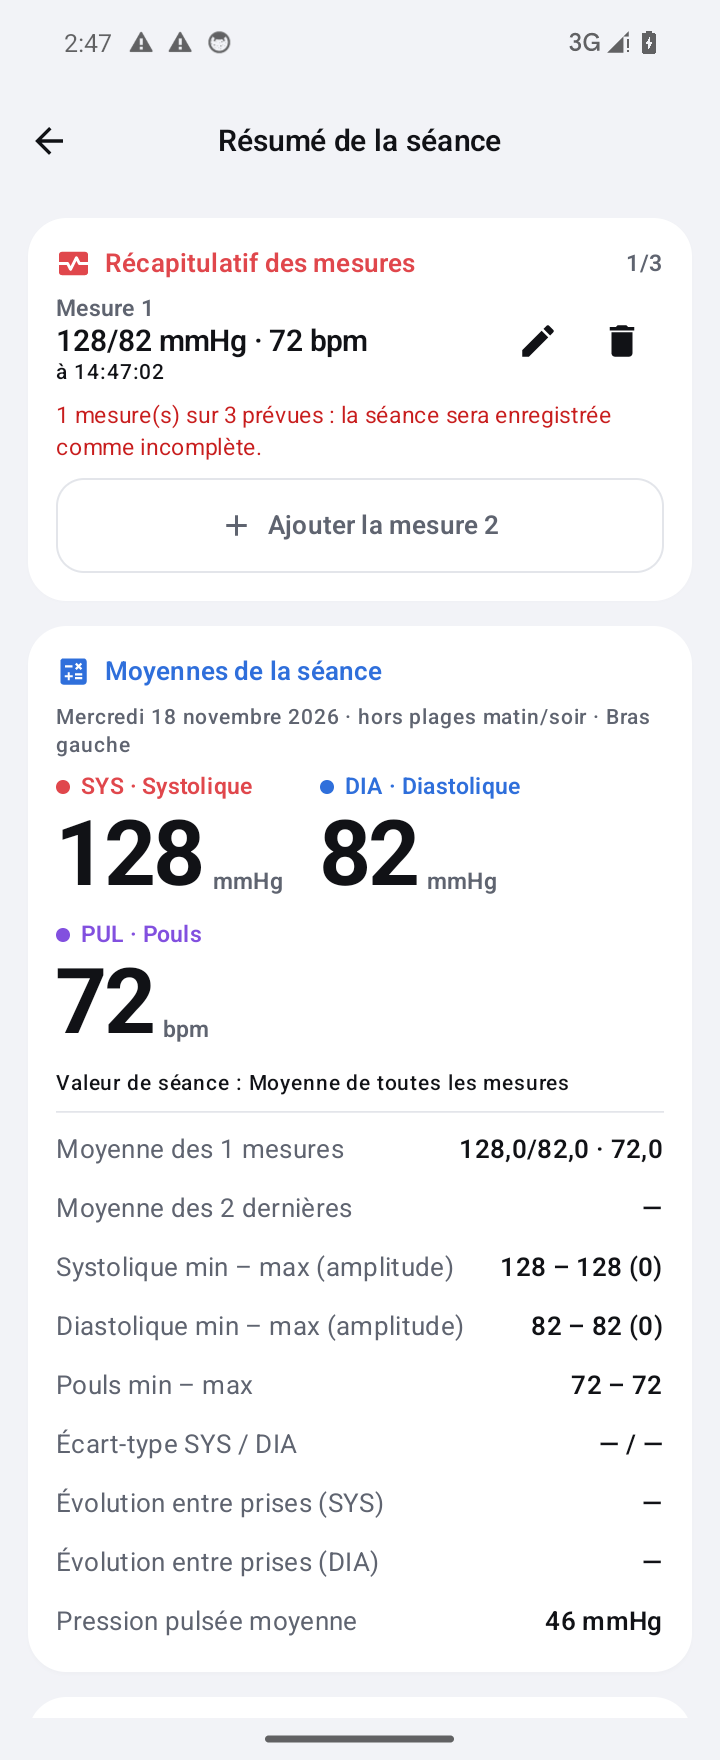 2:47
3G
Résumé de la séance
Récapitulatif des mesures 1/3
Mesure 1
128/82 mmHg · 72 bpm
à 14:47:02
1 mesure(s) sur 3 prévues : la séance sera enregistrée
comme incomplète.
Ajouter la mesure 2
Moyennes de la séance
Mercredi 18 novembre 2026 · hors plages matin/soir · Bras
gauche
SYS · Systolique DIA · Diastolique
128 mmHg 82 mmHg
PUL · Pouls
72 bpm
Valeur de séance : Moyenne de toutes les mesures
Moyenne des 1 mesures 128,0/82,0 · 72,0
Moyenne des 2 dernières –
Systolique min – max (amplitude) 128 – 128 (0)
Diastolique min – max (amplitude) 82 – 82 (0)
Pouls min – max 72 – 72
Écart-type SYS / DIA – / –
Évolution entre prises (SYS) –
Évolution entre prises (DIA) –
Pression pulsée moyenne 46 mmHg